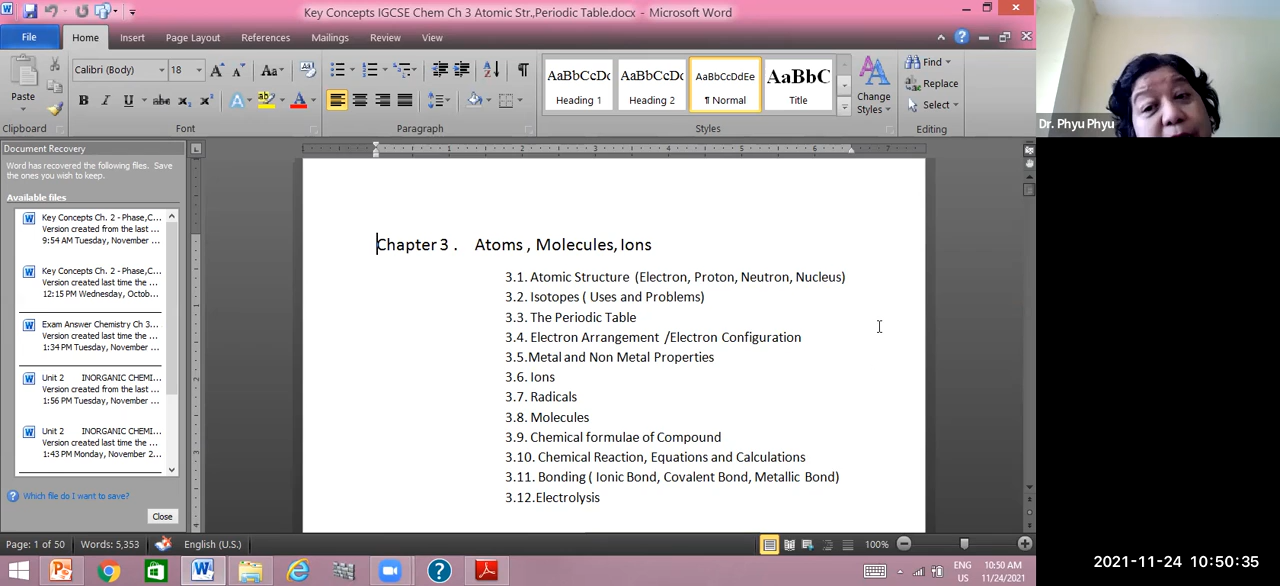 Key Concepts IGCSE Chem Ch 3 Atomic Str.,Periodic Table.docx - Microsoft Word
File Home Insert Page Layout References Mailings Review View
Calibri (Body) 18
Paste
Clipboard Font Paragraph Styles Editing
AaBbCcDc AaBbCcDc AaBbCcDdEe AaBbC
Heading 1 Heading 2 ¶ Normal Title
Change Styles
Find
Replace
Select
Dr. Phyu Phyu
Document Recovery
Word has recovered the following files. Save
the ones you wish to keep.
Available files
Key Concepts Ch. 2 - Phase,C...
Version created from the last ...
9:54 AM Tuesday, November ...
Key Concepts Ch. 2 - Phase,C...
Version created from the last ...
12:15 PM Wednesday, Octob...
Exam Answer Chemistry Ch 3...
Version created last time the ...
1:34 PM Tuesday, November ...
Unit 2 INORGANIC CHEMI...
Version created from the last ...
1:56 PM Tuesday, November ...
Unit 2 INORGANIC CHEMI...
Version created last time the ...
1:43 PM Monday, November 2...
Which file do I want to save?
Close
Chapter 3 . Atoms , Molecules, Ions
3.1. Atomic Structure (Electron, Proton, Neutron, Nucleus)
3.2. Isotopes ( Uses and Problems)
3.3. The Periodic Table
3.4. Electron Arrangement /Electron Configuration
3.5.Metal and Non Metal Properties
3.6. Ions
3.7. Radicals
3.8. Molecules
3.9. Chemical formulae of Compound
3.10. Chemical Reaction, Equations and Calculations
3.11. Bonding ( Ionic Bond, Covalent Bond, Metallic Bond)
3.12.Electrolysis
Page: 1 of 50 Words: 5,353 English (U.S.) 100%
ENG US
10:50 AM
11/24/2021
2021-11-24 10:50:35